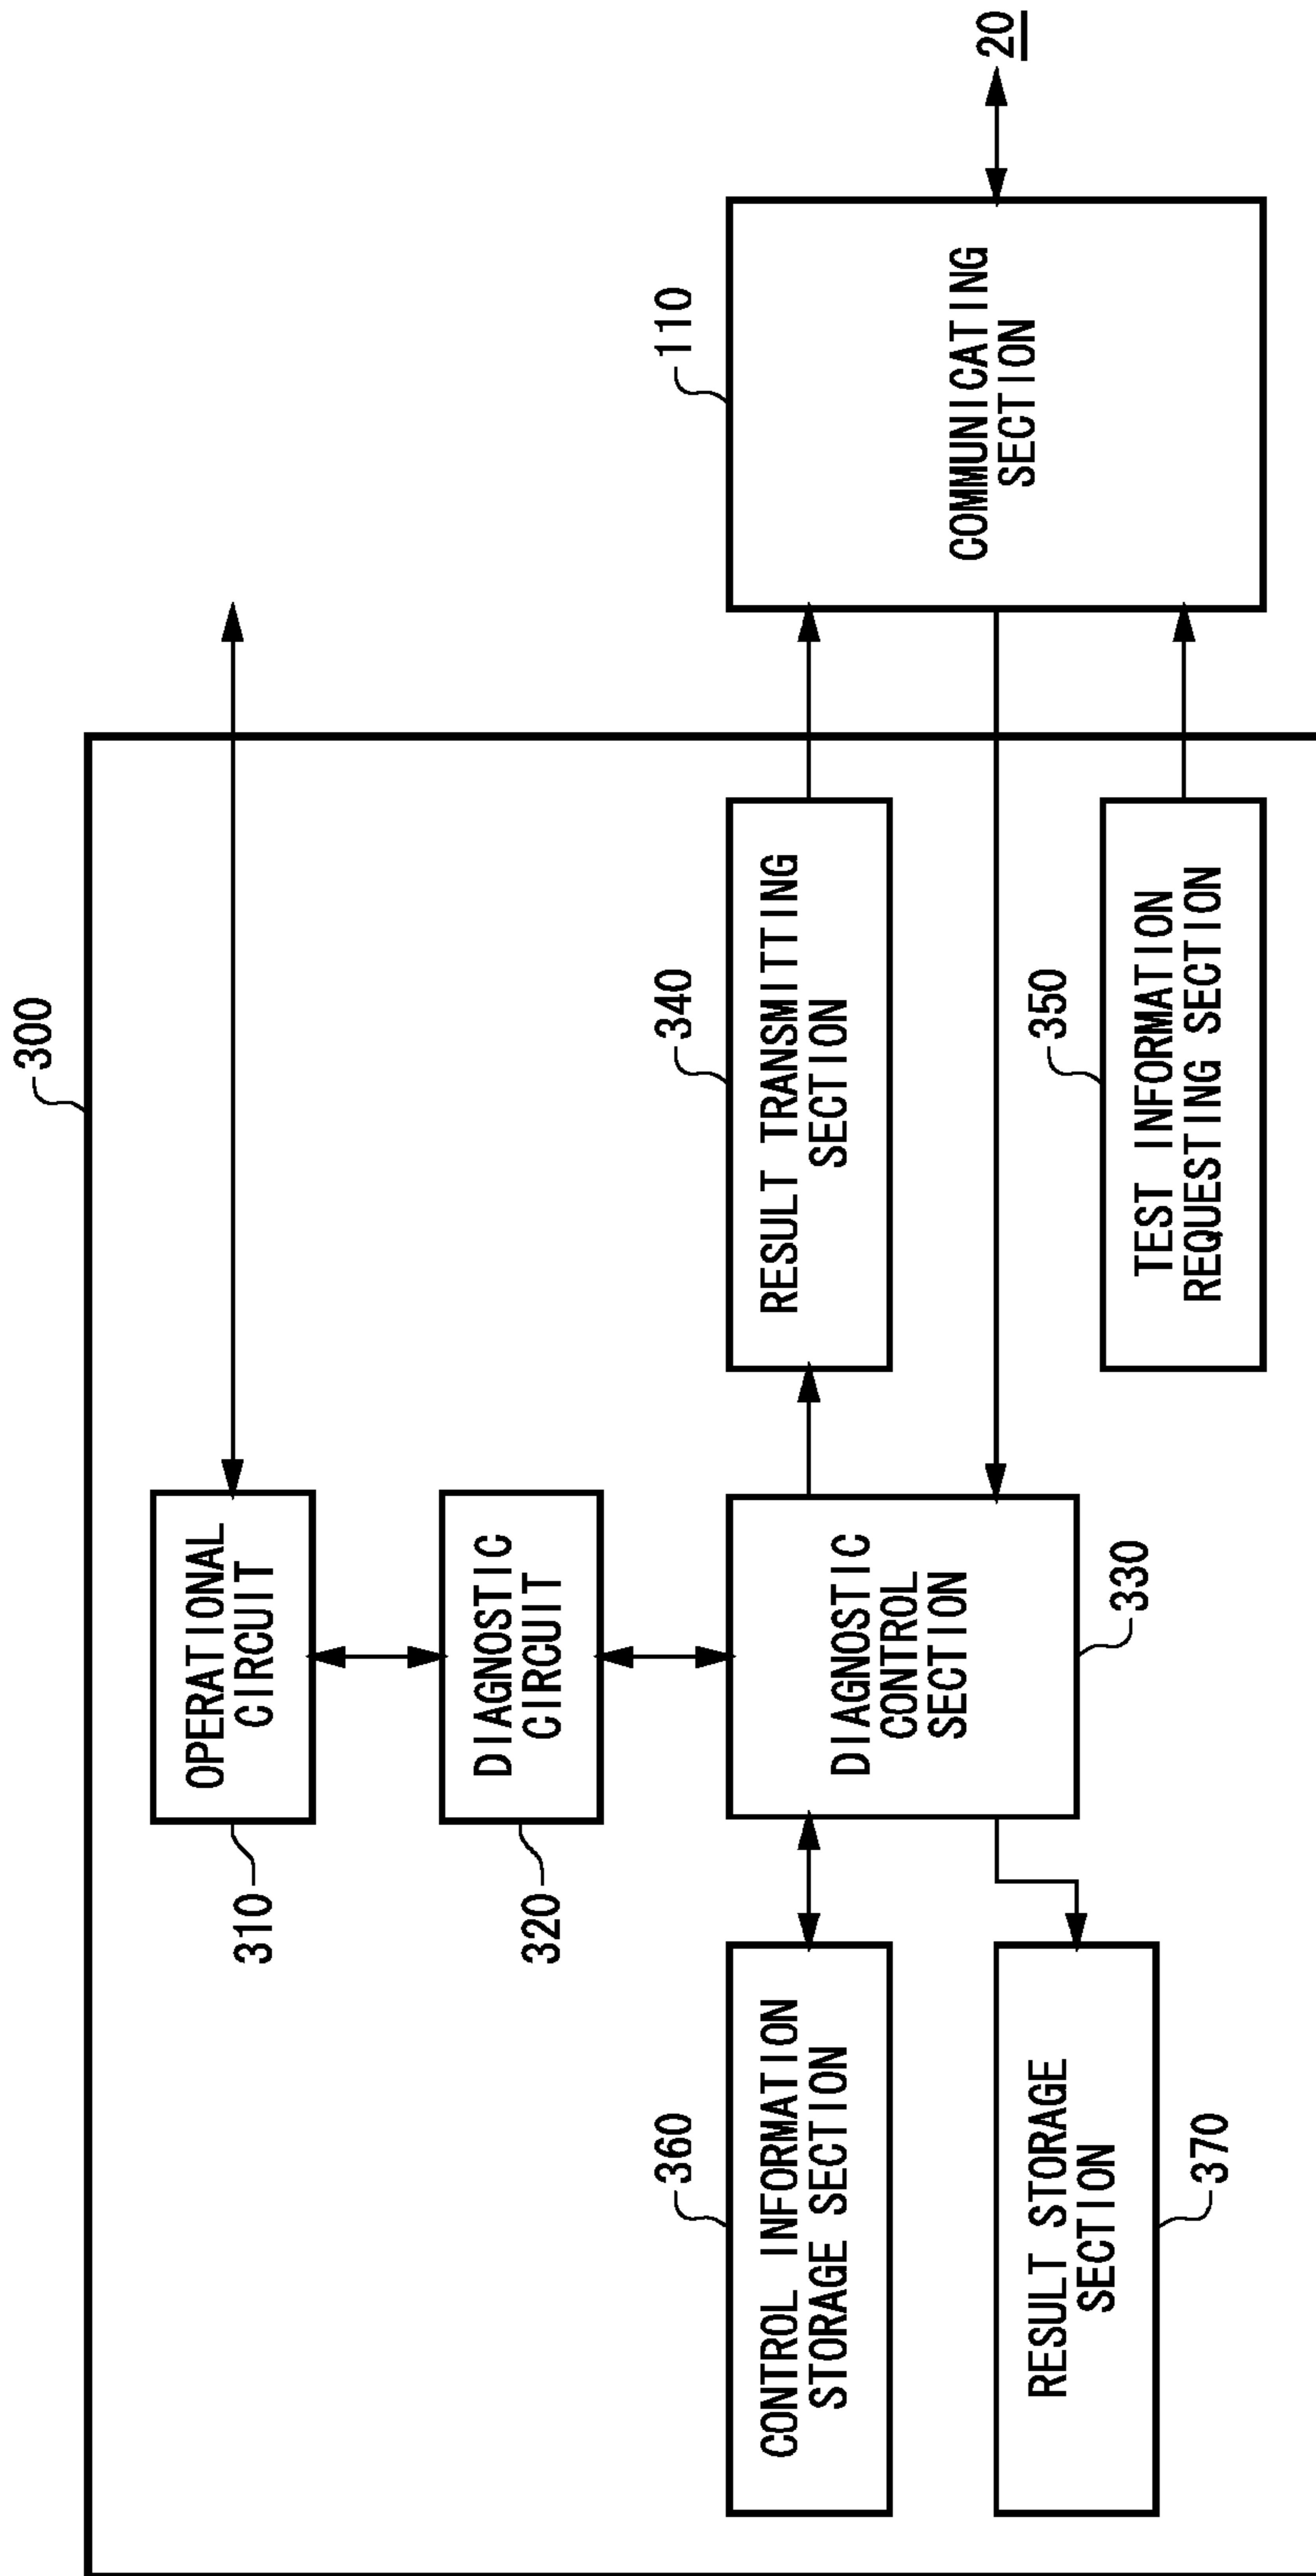 300
OPERATIONAL
CIRCUIT
310
DIAGNOSTIC
CIRCUIT
320
360
CONTROL INFORMATION
STORAGE SECTION
DIAGNOSTIC
CONTROL
SECTION
330
340
RESULT TRANSMITTING
SECTION
110
COMMUNICATING
SECTION
20
RESULT STORAGE
SECTION
370
350
TEST INFORMATION
REQUESTING SECTION